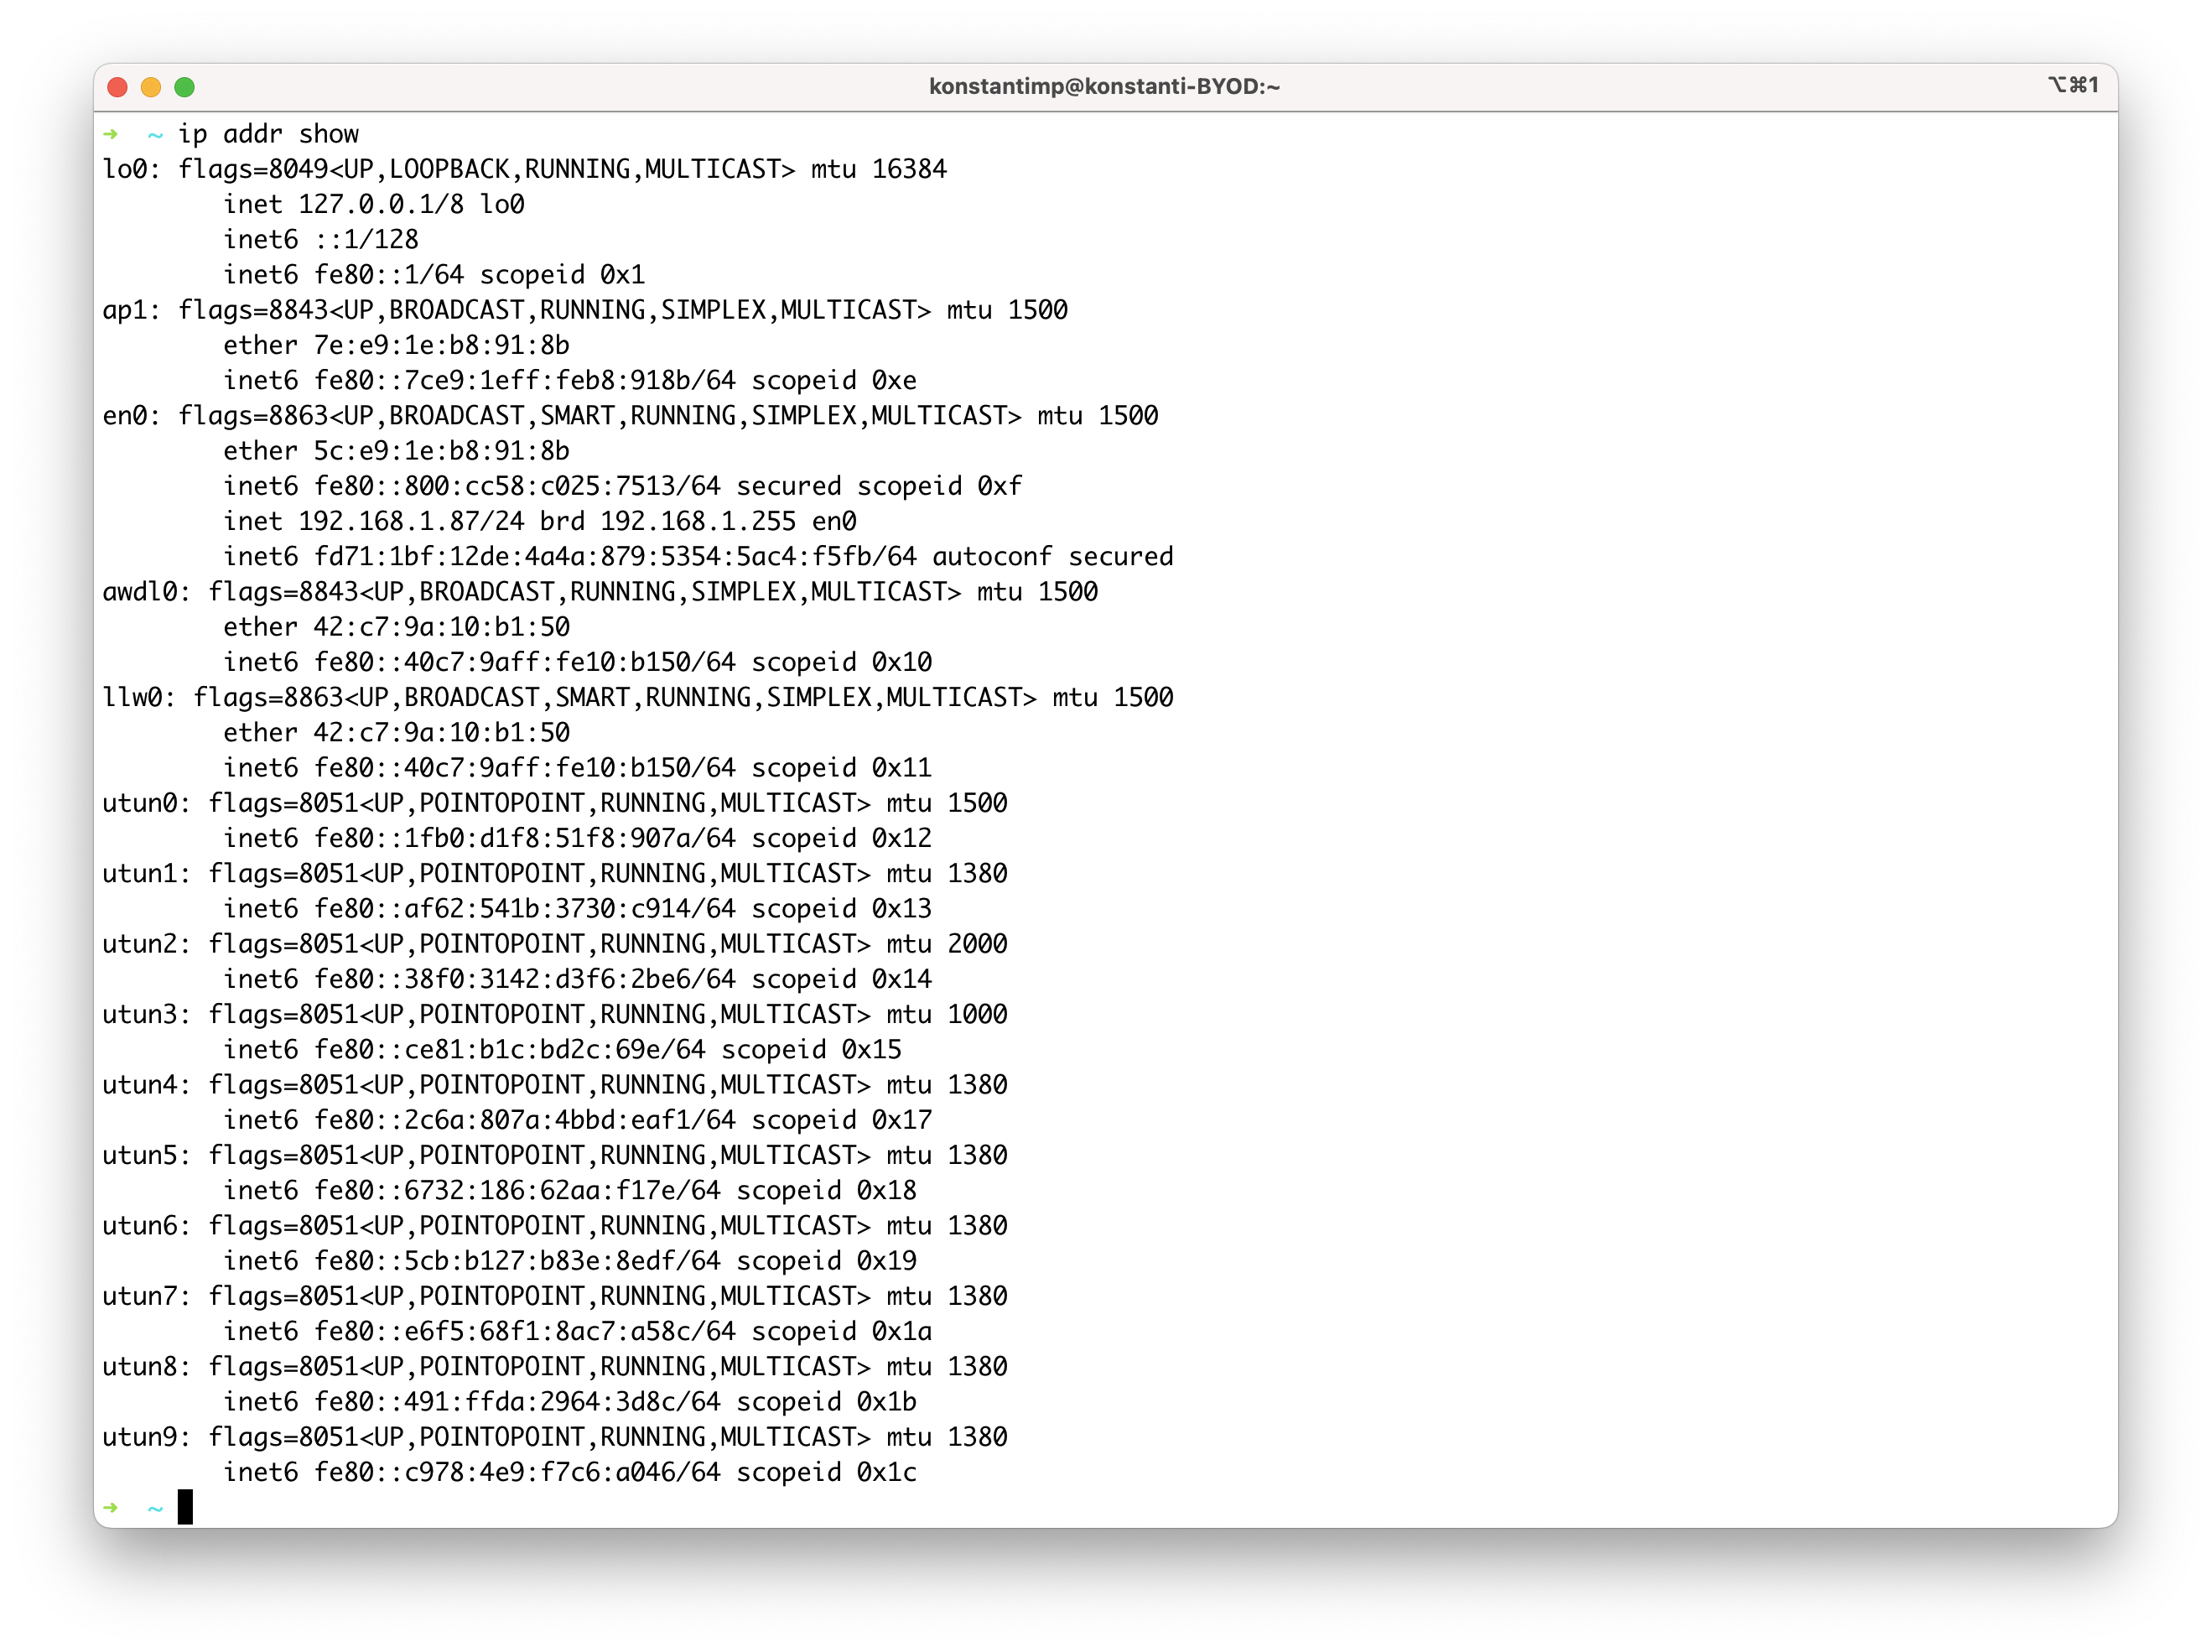 konstantimp@konstanti-BYOD:~
⌥⌘1
➜ ~ ip addr show
lo0: flags=8049<UP,LOOPBACK,RUNNING,MULTICAST> mtu 16384
inet 127.0.0.1/8 lo0
inet6 ::1/128
inet6 fe80::1/64 scopeid 0x1
ap1: flags=8843<UP,BROADCAST,RUNNING,SIMPLEX,MULTICAST> mtu 1500
ether 7e:e9:1e:b8:91:8b
inet6 fe80::7ce9:1eff:feb8:918b/64 scopeid 0xe
en0: flags=8863<UP,BROADCAST,SMART,RUNNING,SIMPLEX,MULTICAST> mtu 1500
ether 5c:e9:1e:b8:91:8b
inet6 fe80::800:cc58:c025:7513/64 secured scopeid 0xf
inet 192.168.1.87/24 brd 192.168.1.255 en0
inet6 fd71:1bf:12de:4a4a:879:5354:5ac4:f5fb/64 autoconf secured
awdl0: flags=8843<UP,BROADCAST,RUNNING,SIMPLEX,MULTICAST> mtu 1500
ether 42:c7:9a:10:b1:50
inet6 fe80::40c7:9aff:fe10:b150/64 scopeid 0x10
llw0: flags=8863<UP,BROADCAST,SMART,RUNNING,SIMPLEX,MULTICAST> mtu 1500
ether 42:c7:9a:10:b1:50
inet6 fe80::40c7:9aff:fe10:b150/64 scopeid 0x11
utun0: flags=8051<UP,POINTOPOINT,RUNNING,MULTICAST> mtu 1500
inet6 fe80::1fb0:d1f8:51f8:907a/64 scopeid 0x12
utun1: flags=8051<UP,POINTOPOINT,RUNNING,MULTICAST> mtu 1380
inet6 fe80::af62:541b:3730:c914/64 scopeid 0x13
utun2: flags=8051<UP,POINTOPOINT,RUNNING,MULTICAST> mtu 2000
inet6 fe80::38f0:3142:d3f6:2be6/64 scopeid 0x14
utun3: flags=8051<UP,POINTOPOINT,RUNNING,MULTICAST> mtu 1000
inet6 fe80::ce81:b1c:bd2c:69e/64 scopeid 0x15
utun4: flags=8051<UP,POINTOPOINT,RUNNING,MULTICAST> mtu 1380
inet6 fe80::2c6a:807a:4bbd:eaf1/64 scopeid 0x17
utun5: flags=8051<UP,POINTOPOINT,RUNNING,MULTICAST> mtu 1380
inet6 fe80::6732:186:62aa:f17e/64 scopeid 0x18
utun6: flags=8051<UP,POINTOPOINT,RUNNING,MULTICAST> mtu 1380
inet6 fe80::5cb:b127:b83e:8edf/64 scopeid 0x19
utun7: flags=8051<UP,POINTOPOINT,RUNNING,MULTICAST> mtu 1380
inet6 fe80::e6f5:68f1:8ac7:a58c/64 scopeid 0x1a
utun8: flags=8051<UP,POINTOPOINT,RUNNING,MULTICAST> mtu 1380
inet6 fe80::491:ffda:2964:3d8c/64 scopeid 0x1b
utun9: flags=8051<UP,POINTOPOINT,RUNNING,MULTICAST> mtu 1380
inet6 fe80::c978:4e9:f7c6:a046/64 scopeid 0x1c
➜ ~